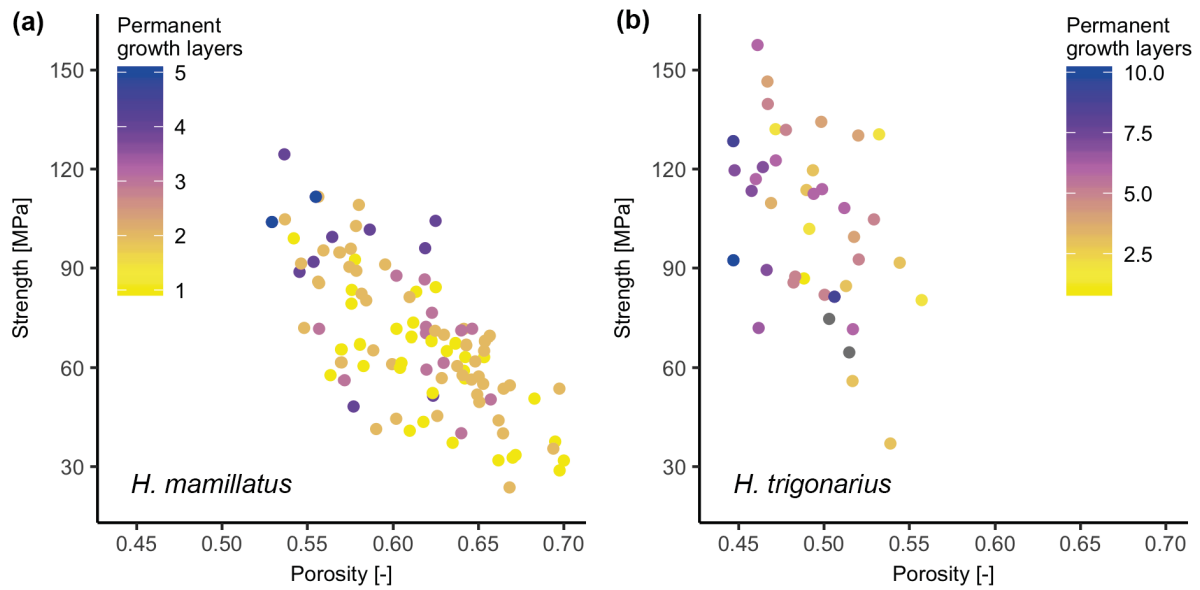 (a)
Permanent
growth layers
5
4
3
2
1
150
120
90
60
30
Strength [MPa]
H. mamillatus
0.45 0.50 0.55 0.60 0.65 0.70
Porosity [-]
(b)
Permanent
growth layers
10.0
7.5
5.0
2.5
150
120
90
60
30
Strength [MPa]
H. trigonarius
0.45 0.50 0.55 0.60 0.65 0.70
Porosity [-]